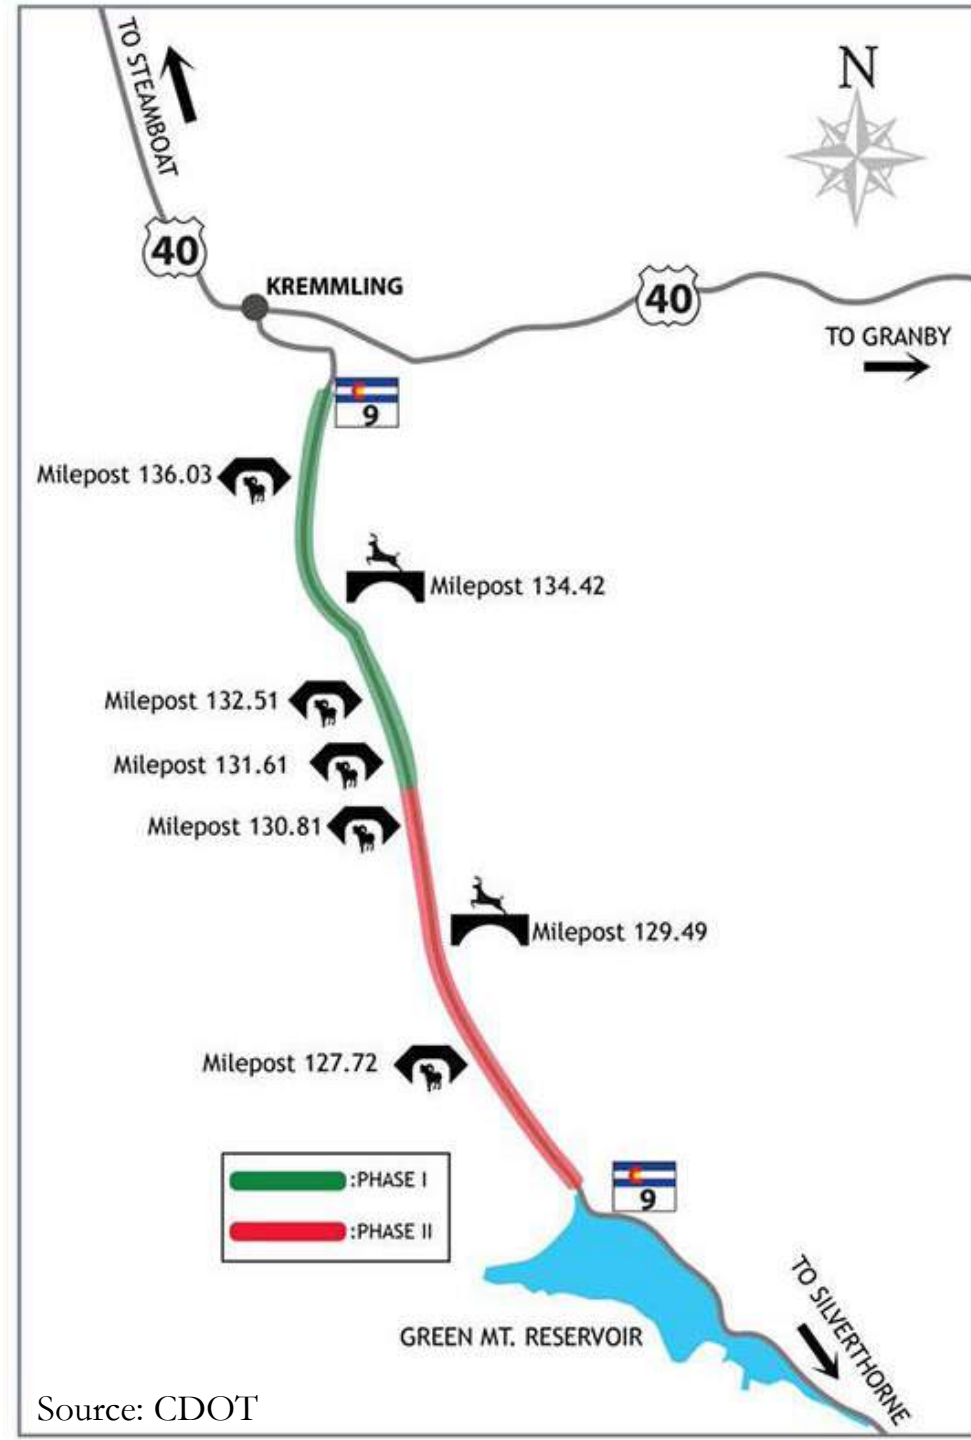 TO STEAMBOAT
N
40
KREMMLING
40
TO GRANBY
9
Milepost 136.03
Milepost 134.42
Milepost 132.51
Milepost 131.61
Milepost 130.81
Milepost 129.49
Milepost 127.72
:PHASE I
:PHASE II
9
TO SILVERTHORNE
GREEN MT. RESERVOIR
Source: CDOT